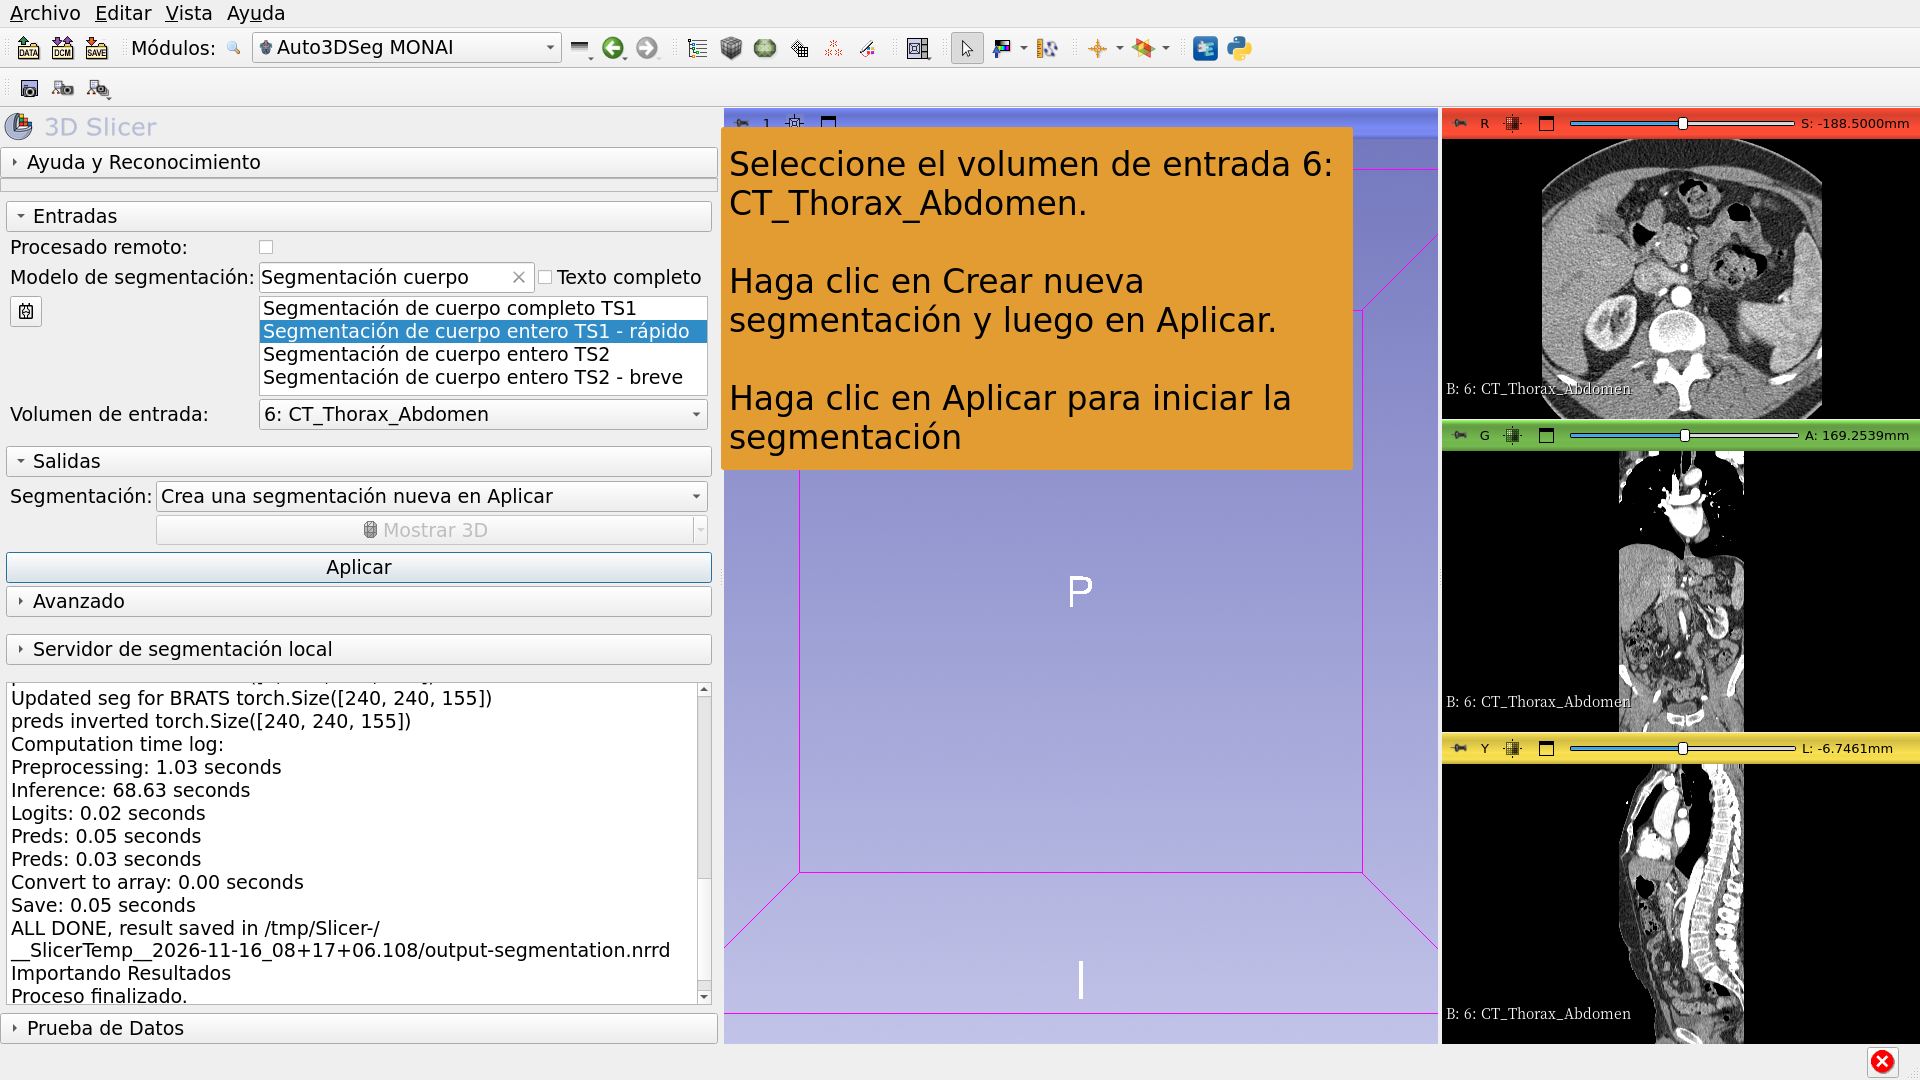 Archivo Editar Vista Ayuda
DATA DCM SAVE Módulos: Auto3DSeg MONAI
3D Slicer
Ayuda y Reconocimiento
Entradas
Procesado remoto:
Modelo de segmentación: Segmentación cuerpo Texto completo
Segmentación de cuerpo completo TS1
Segmentación de cuerpo entero TS1 - rápido
Segmentación de cuerpo entero TS2
Segmentación de cuerpo entero TS2 - breve
Volumen de entrada: 6: CT_Thorax_Abdomen
Salidas
Segmentación: Crea una segmentación nueva en Aplicar
Mostrar 3D
Aplicar
Avanzado
Servidor de segmentación local
Updated seg for BRATS torch.Size([240, 240, 155])
preds inverted torch.Size([240, 240, 155])
Computation time log:
Preprocessing: 1.03 seconds
Inference: 68.63 seconds
Logits: 0.02 seconds
Preds: 0.05 seconds
Preds: 0.03 seconds
Convert to array: 0.00 seconds
Save: 0.05 seconds
ALL DONE, result saved in /tmp/Slicer-/
__SlicerTemp__2026-11-16_08+17+06.108/output-segmentation.nrrd
Importando Resultados
Proceso finalizado.
Prueba de Datos
1
Seleccione el volumen de entrada 6:
CT_Thorax_Abdomen.
Haga clic en Crear nueva
segmentación y luego en Aplicar.
Haga clic en Aplicar para iniciar la
segmentación
P
I
R S: -188.5000mm
B: 6: CT_Thorax_Abdomen
G A: 169.2539mm
B: 6: CT_Thorax_Abdomen
Y L: -6.7461mm
B: 6: CT_Thorax_Abdomen